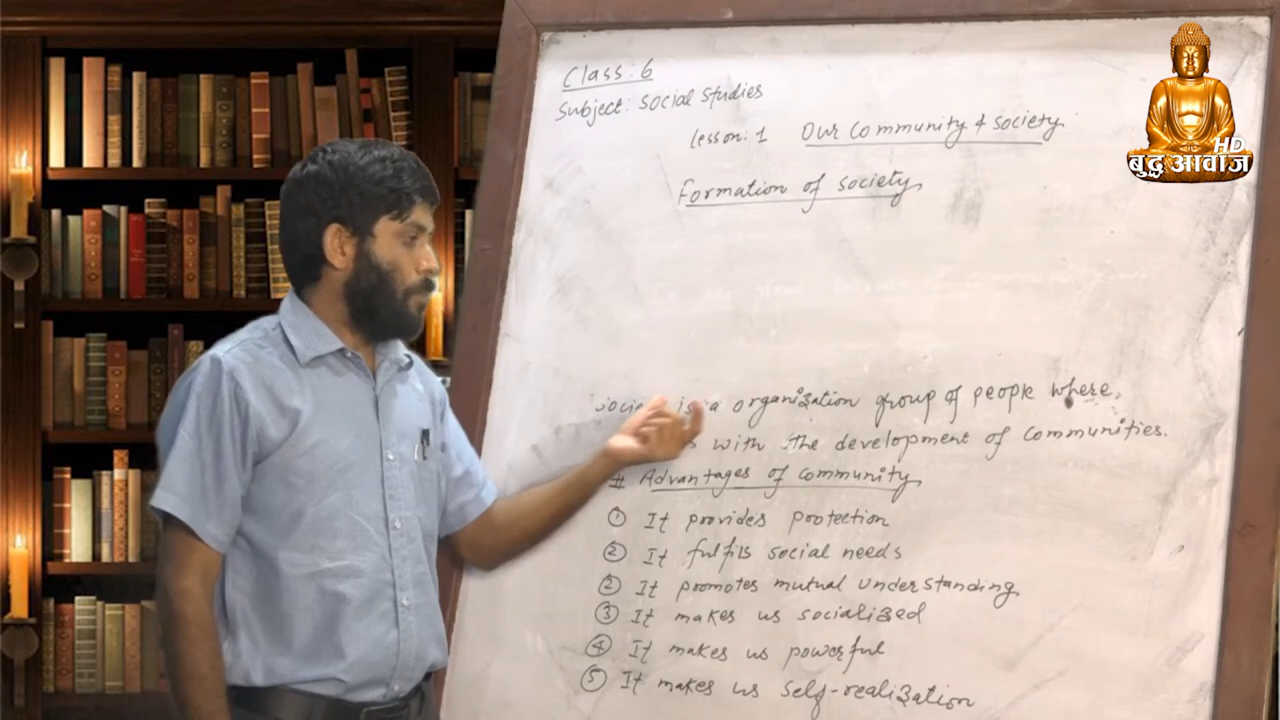 Class: 6
Subject: Social Studies
Lesson: 1 Our Community & Society
Formation of society
is a organization group of people where
with the development of communities.
# Advantages of community
① It provides protection
② It fulfils social needs
② It promotes mutual understanding
③ It makes us socialized
④ It makes us powerful
⑤ It makes us self-realization
HD
बुद्ध आवाज